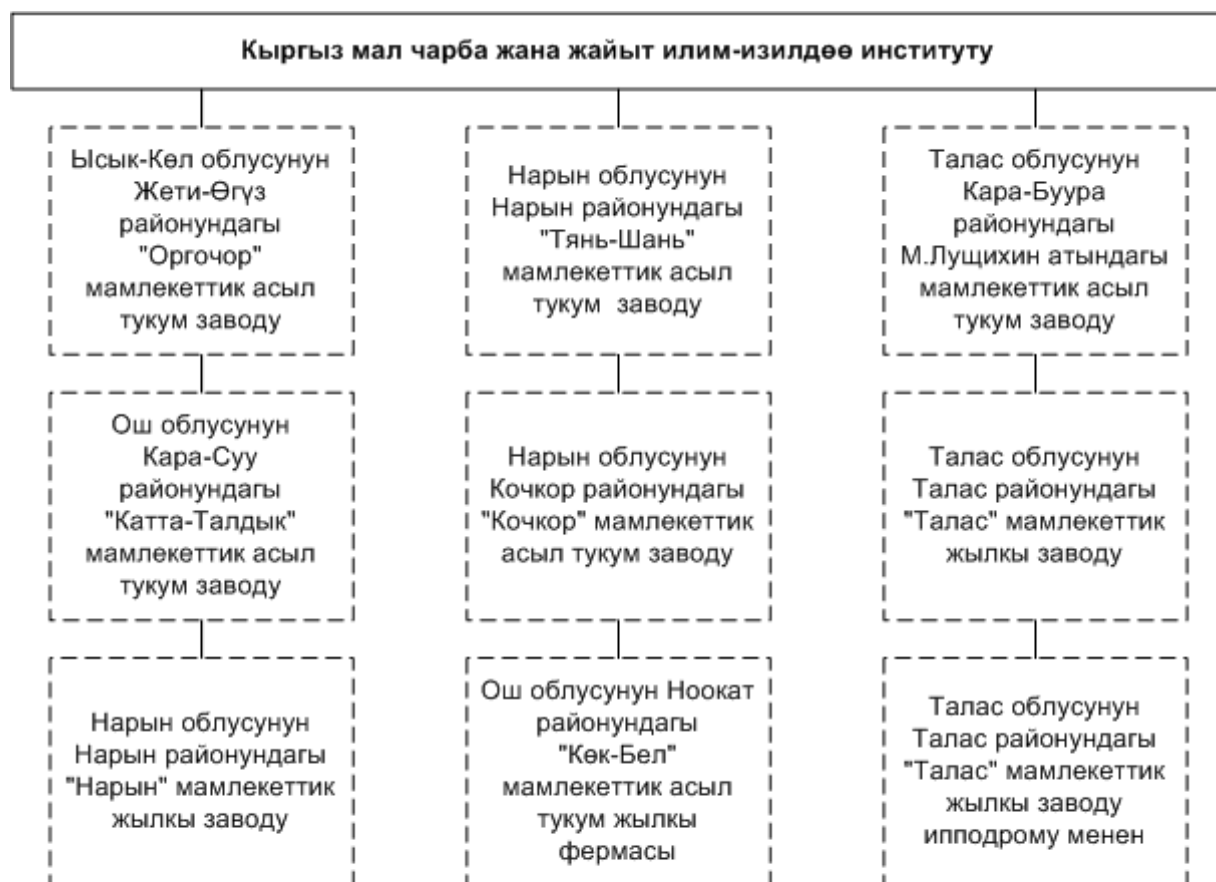 Кыргыз мал чарба жана жайыт илим-изилдөө институту
Ысык-Көл облусунун
Жети-Өгүз
районундагы
"Оргочор"
мамлекеттик асыл
тукум заводу
Нарын облусунун
Нарын районундагы
"Тянь-Шань"
мамлекеттик асыл
тукум  заводу
Талас облусунун
Кара-Буура
районундагы
М.Лущихин атындагы
мамлекеттик асыл
тукум заводу
Ош облусунун
Кара-Суу
районундагы
"Катта-Талдык"
мамлекеттик асыл
тукум заводу
Нарын облусунун
Кочкор районундагы
"Кочкор" мамлекеттик
асыл тукум заводу
Талас облусунун
Талас районундагы
"Талас" мамлекеттик
жылкы заводу
Нарын облусунун
Нарын районундагы
"Нарын" мамлекеттик
жылкы заводу
Ош облусунун Ноокат
районундагы
"Көк-Бел"
мамлекеттик асыл
тукум жылкы
фермасы
Талас облусунун
Талас районундагы
"Талас" мамлекеттик
жылкы заводу
ипподрому менен